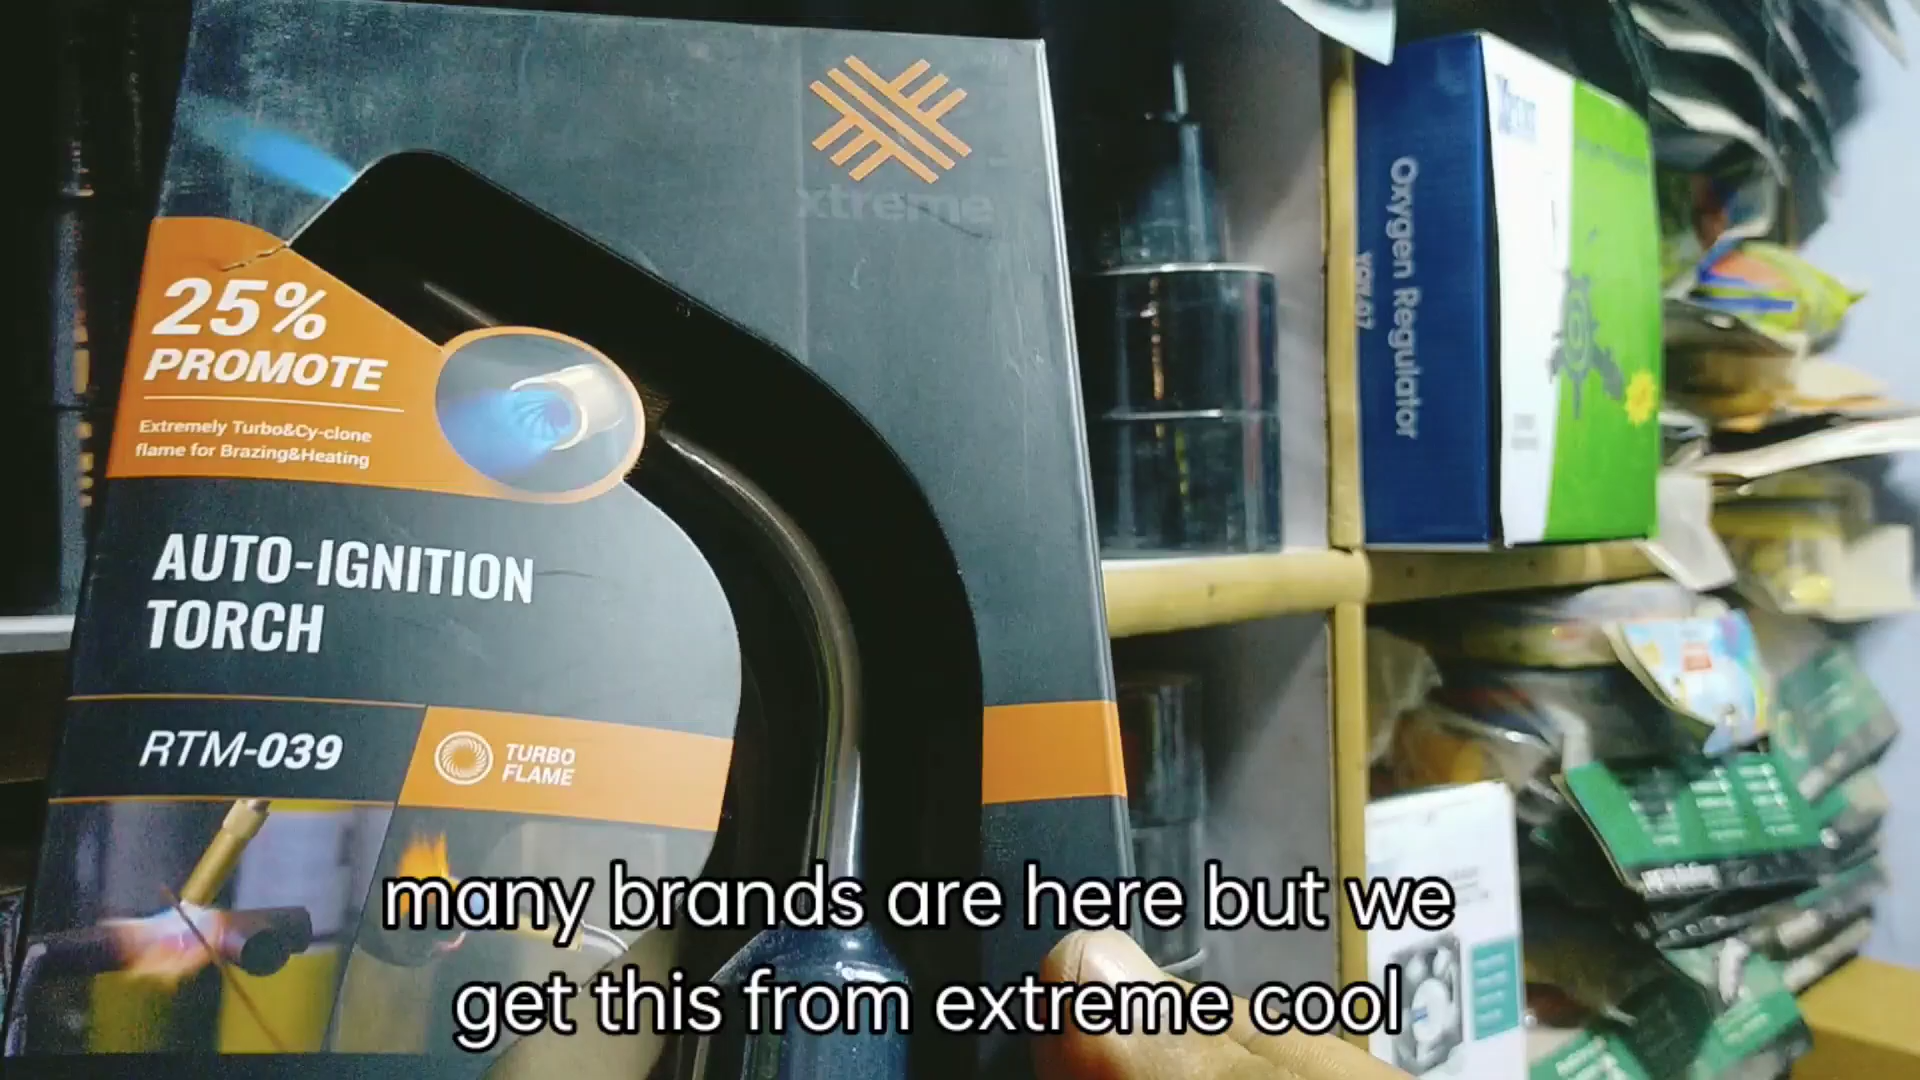 xtreme
25%
PROMOTE
Extremely Turbo&Cy-clone
flame for Brazing&Heating
AUTO-IGNITION
TORCH
RTM-039
TURBO
FLAME
Oxygen Regulator
many brands are here but we
get this from extreme cool